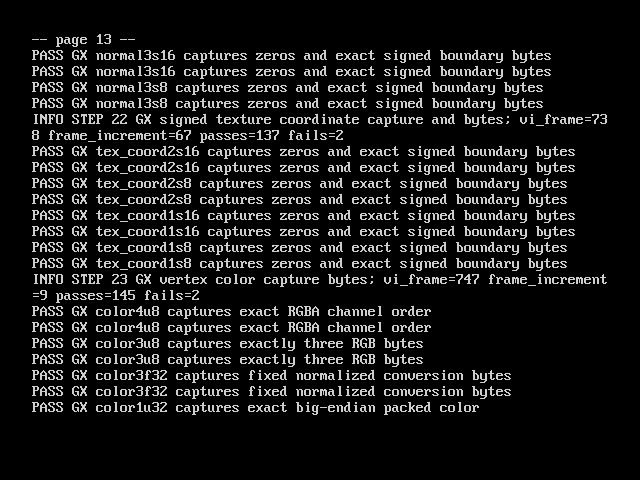 -- page 13 --
PASS GX normal3s16 captures zeros and exact signed boundary bytes
PASS GX normal3s16 captures zeros and exact signed boundary bytes
PASS GX normal3s8 captures zeros and exact signed boundary bytes
PASS GX normal3s8 captures zeros and exact signed boundary bytes
INFO STEP 22 GX signed texture coordinate capture and bytes; vi_frame=73
8 frame_increment=67 passes=137 fails=2
PASS GX tex_coord2s16 captures zeros and exact signed boundary bytes
PASS GX tex_coord2s16 captures zeros and exact signed boundary bytes
PASS GX tex_coord2s8 captures zeros and exact signed boundary bytes
PASS GX tex_coord2s8 captures zeros and exact signed boundary bytes
PASS GX tex_coord1s16 captures zeros and exact signed boundary bytes
PASS GX tex_coord1s16 captures zeros and exact signed boundary bytes
PASS GX tex_coord1s8 captures zeros and exact signed boundary bytes
PASS GX tex_coord1s8 captures zeros and exact signed boundary bytes
INFO STEP 23 GX vertex color capture bytes; vi_frame=747 frame_increment
=9 passes=145 fails=2
PASS GX color4u8 captures exact RGBA channel order
PASS GX color4u8 captures exact RGBA channel order
PASS GX color3u8 captures exactly three RGB bytes
PASS GX color3u8 captures exactly three RGB bytes
PASS GX color3f32 captures fixed normalized conversion bytes
PASS GX color3f32 captures fixed normalized conversion bytes
PASS GX color1u32 captures exact big-endian packed color